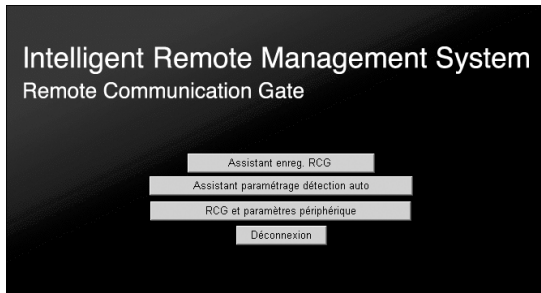 Intelligent Remote Management System
Remote Communication Gate
Assistant enreg. RCG
Assistant paramétrage détection auto
RCG et paramètres périphérique
Déconnexion